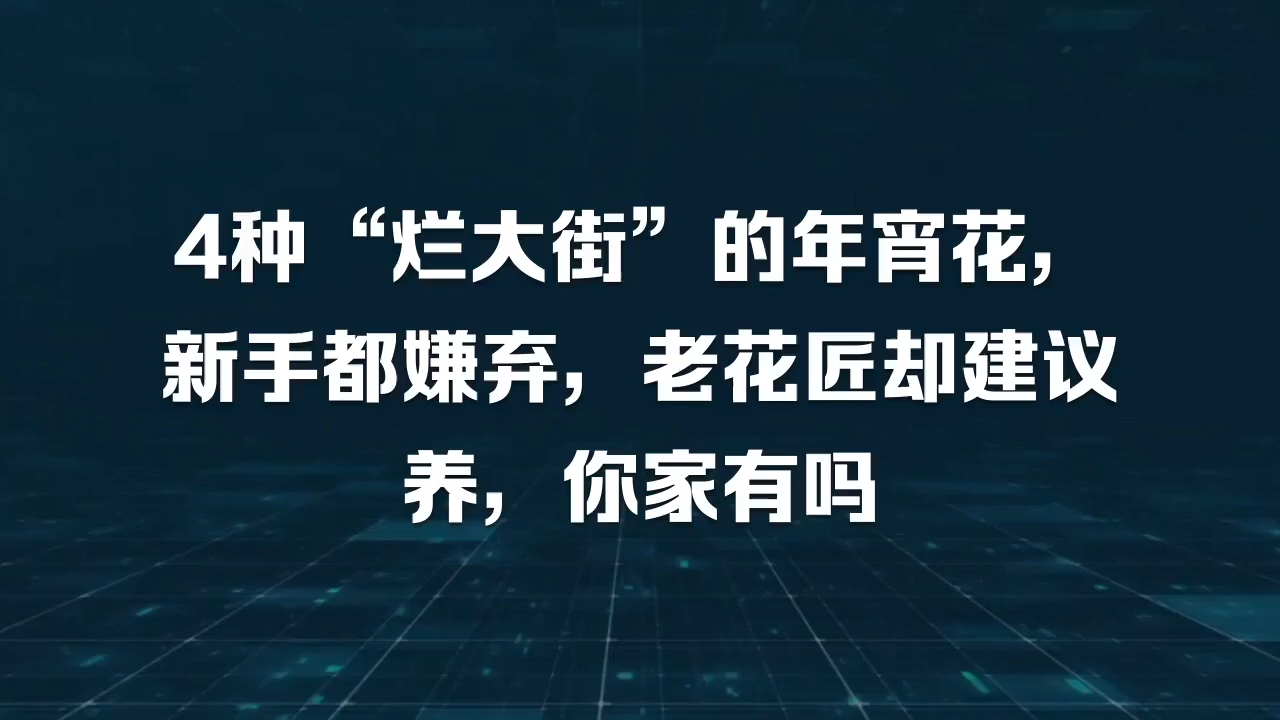 4种“烂大街”的年宵花，
新手都嫌弃，老花匠却建议
养，你家有吗